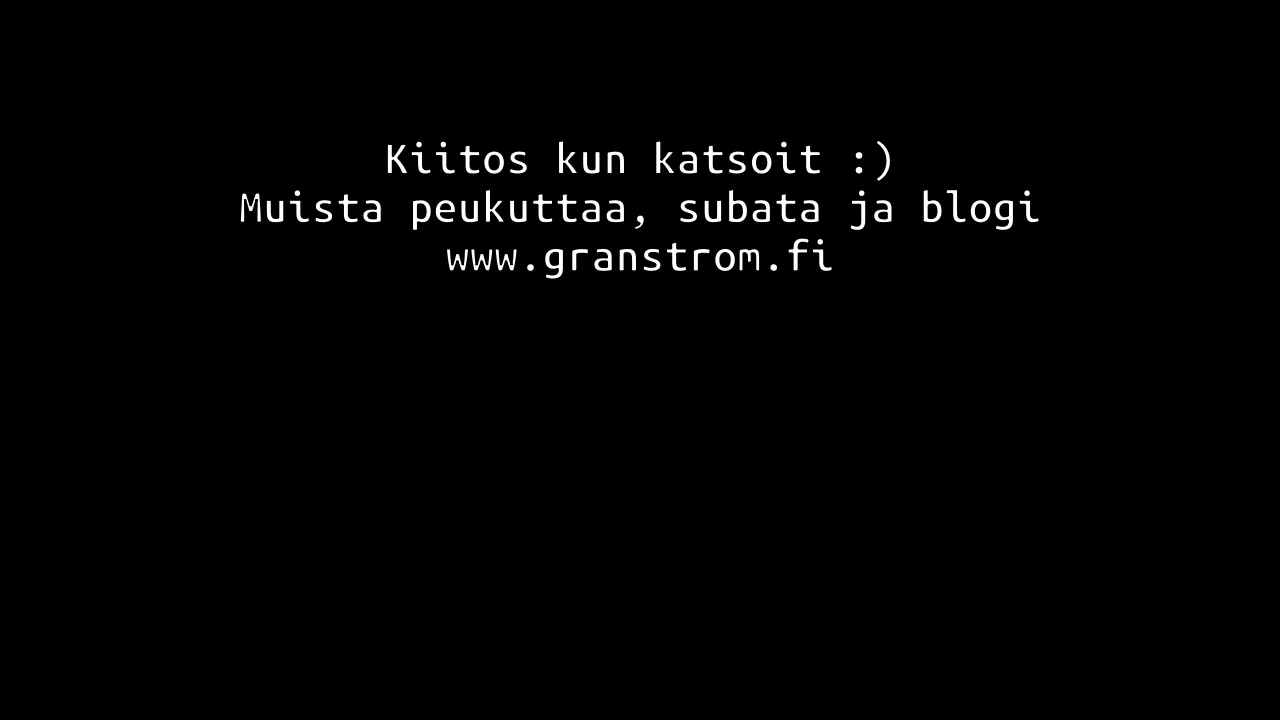 Kiitos kun katsoit :)
Muista peukuttaa, subata ja blogi
www.granstrom.fi